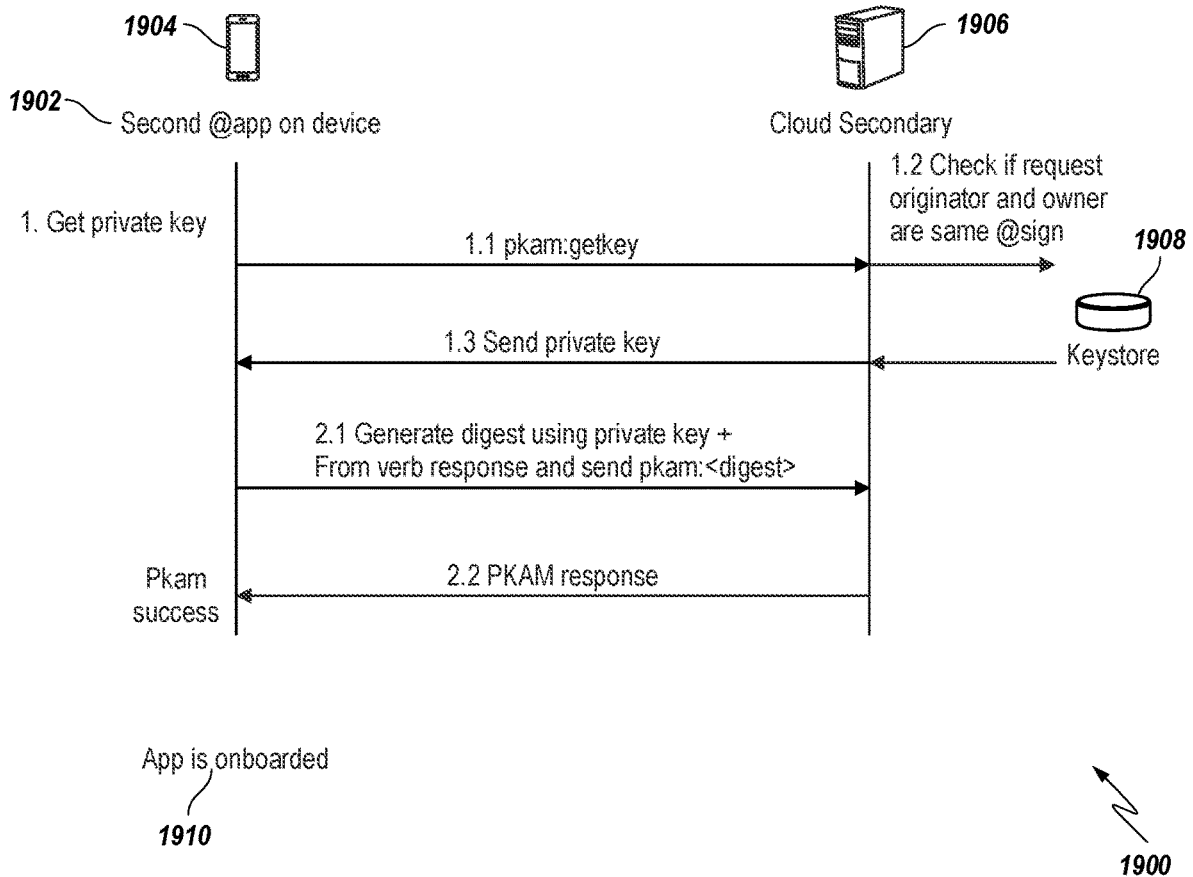 1904
1906
1902
Second @app on device
Cloud Secondary
1. Get private key
1.1 pkam:getkey
1.2 Check if request
originator and owner
are same @sign
1908
1.3 Send private key
Keystore
2.1 Generate digest using private key +
From verb response and send pkam:<digest>
Pkam
success
2.2 PKAM response
App is onboarded
1910
1900